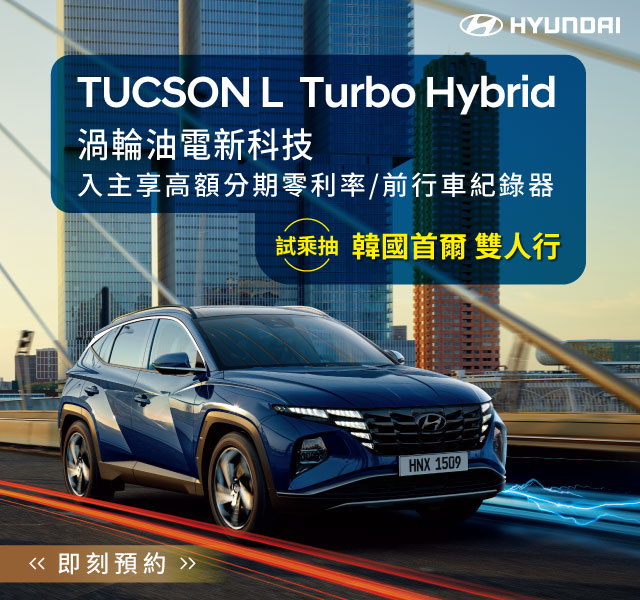 HYUNDAI
TUCSON L Turbo Hybrid
渦輪油電新科技
入主享高額分期零利率/前行車紀錄器
試乘抽 韓國首爾 雙人行
HNX 1509
<< 即刻預約 >>